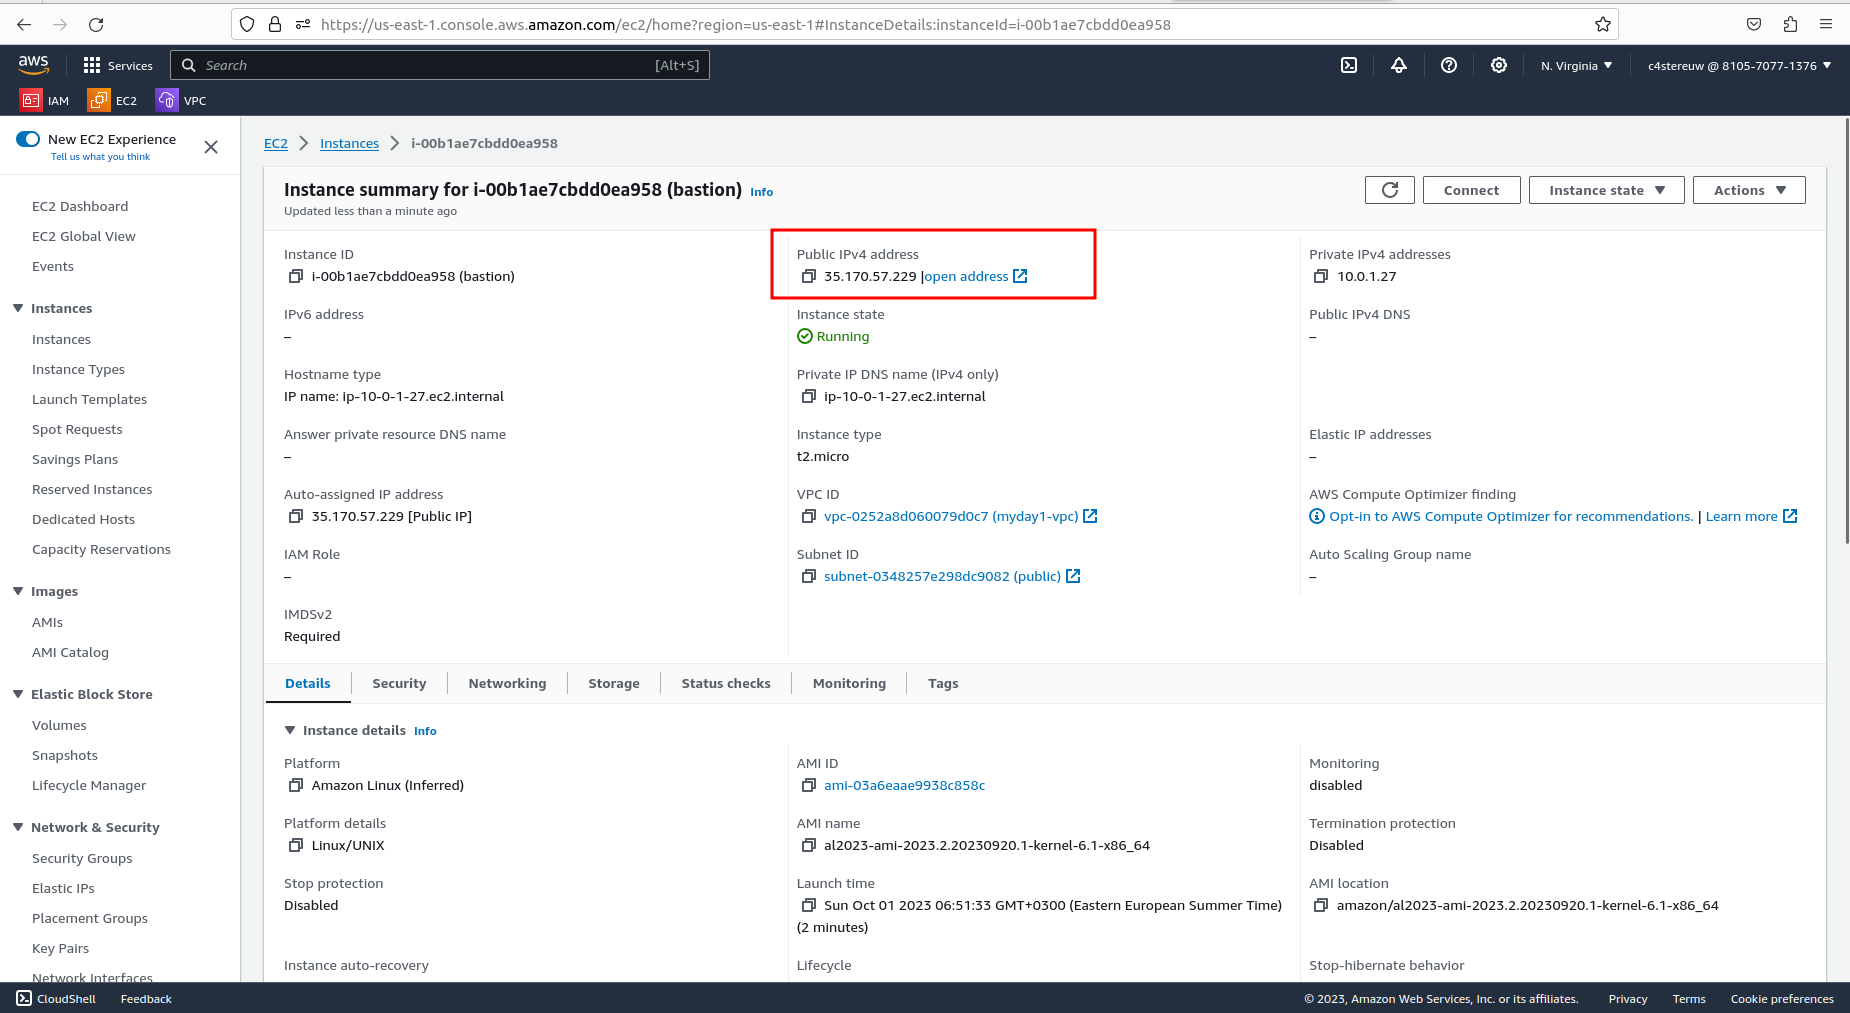 https://us-east-1.console.aws.amazon.com/ec2/home?region=us-east-1#InstanceDetails:instanceId=i-00b1ae7cbdd0ea958
aws Services Search [Alt+S] N. Virginia c4stereuw @ 8105-7077-1376
IAM EC2 VPC
New EC2 Experience
Tell us what you think
EC2 Dashboard
EC2 Global View
Events
Instances
Instances
Instance Types
Launch Templates
Spot Requests
Savings Plans
Reserved Instances
Dedicated Hosts
Capacity Reservations
Images
AMIs
AMI Catalog
Elastic Block Store
Volumes
Snapshots
Lifecycle Manager
Network & Security
Security Groups
Elastic IPs
Placement Groups
Key Pairs
Network Interfaces
EC2 Instances i-00b1ae7cbdd0ea958
Instance summary for i-00b1ae7cbdd0ea958 (bastion) Info
Updated less than a minute ago
Connect Instance state Actions
Instance ID
i-00b1ae7cbdd0ea958 (bastion)
Public IPv4 address
35.170.57.229 |open address
Private IPv4 addresses
10.0.1.27
IPv6 address
–
Instance state
Running
Public IPv4 DNS
–
Hostname type
IP name: ip-10-0-1-27.ec2.internal
Private IP DNS name (IPv4 only)
ip-10-0-1-27.ec2.internal
Answer private resource DNS name
–
Instance type
t2.micro
Elastic IP addresses
–
Auto-assigned IP address
35.170.57.229 [Public IP]
VPC ID
vpc-0252a8d060079d0c7 (myday1-vpc)
AWS Compute Optimizer finding
Opt-in to AWS Compute Optimizer for recommendations. | Learn more
IAM Role
–
Subnet ID
subnet-0348257e298dc9082 (public)
Auto Scaling Group name
–
IMDSv2
Required
Details Security Networking Storage Status checks Monitoring Tags
Instance details Info
Platform
Amazon Linux (Inferred)
AMI ID
ami-03a6eaae9938c858c
Monitoring
disabled
Platform details
Linux/UNIX
AMI name
al2023-ami-2023.2.20230920.1-kernel-6.1-x86_64
Termination protection
Disabled
Stop protection
Disabled
Launch time
Sun Oct 01 2023 06:51:33 GMT+0300 (Eastern European Summer Time)
(2 minutes)
AMI location
amazon/al2023-ami-2023.2.20230920.1-kernel-6.1-x86_64
Instance auto-recovery
Lifecycle
Stop-hibernate behavior
CloudShell Feedback © 2023, Amazon Web Services, Inc. or its affiliates. Privacy Terms Cookie preferences